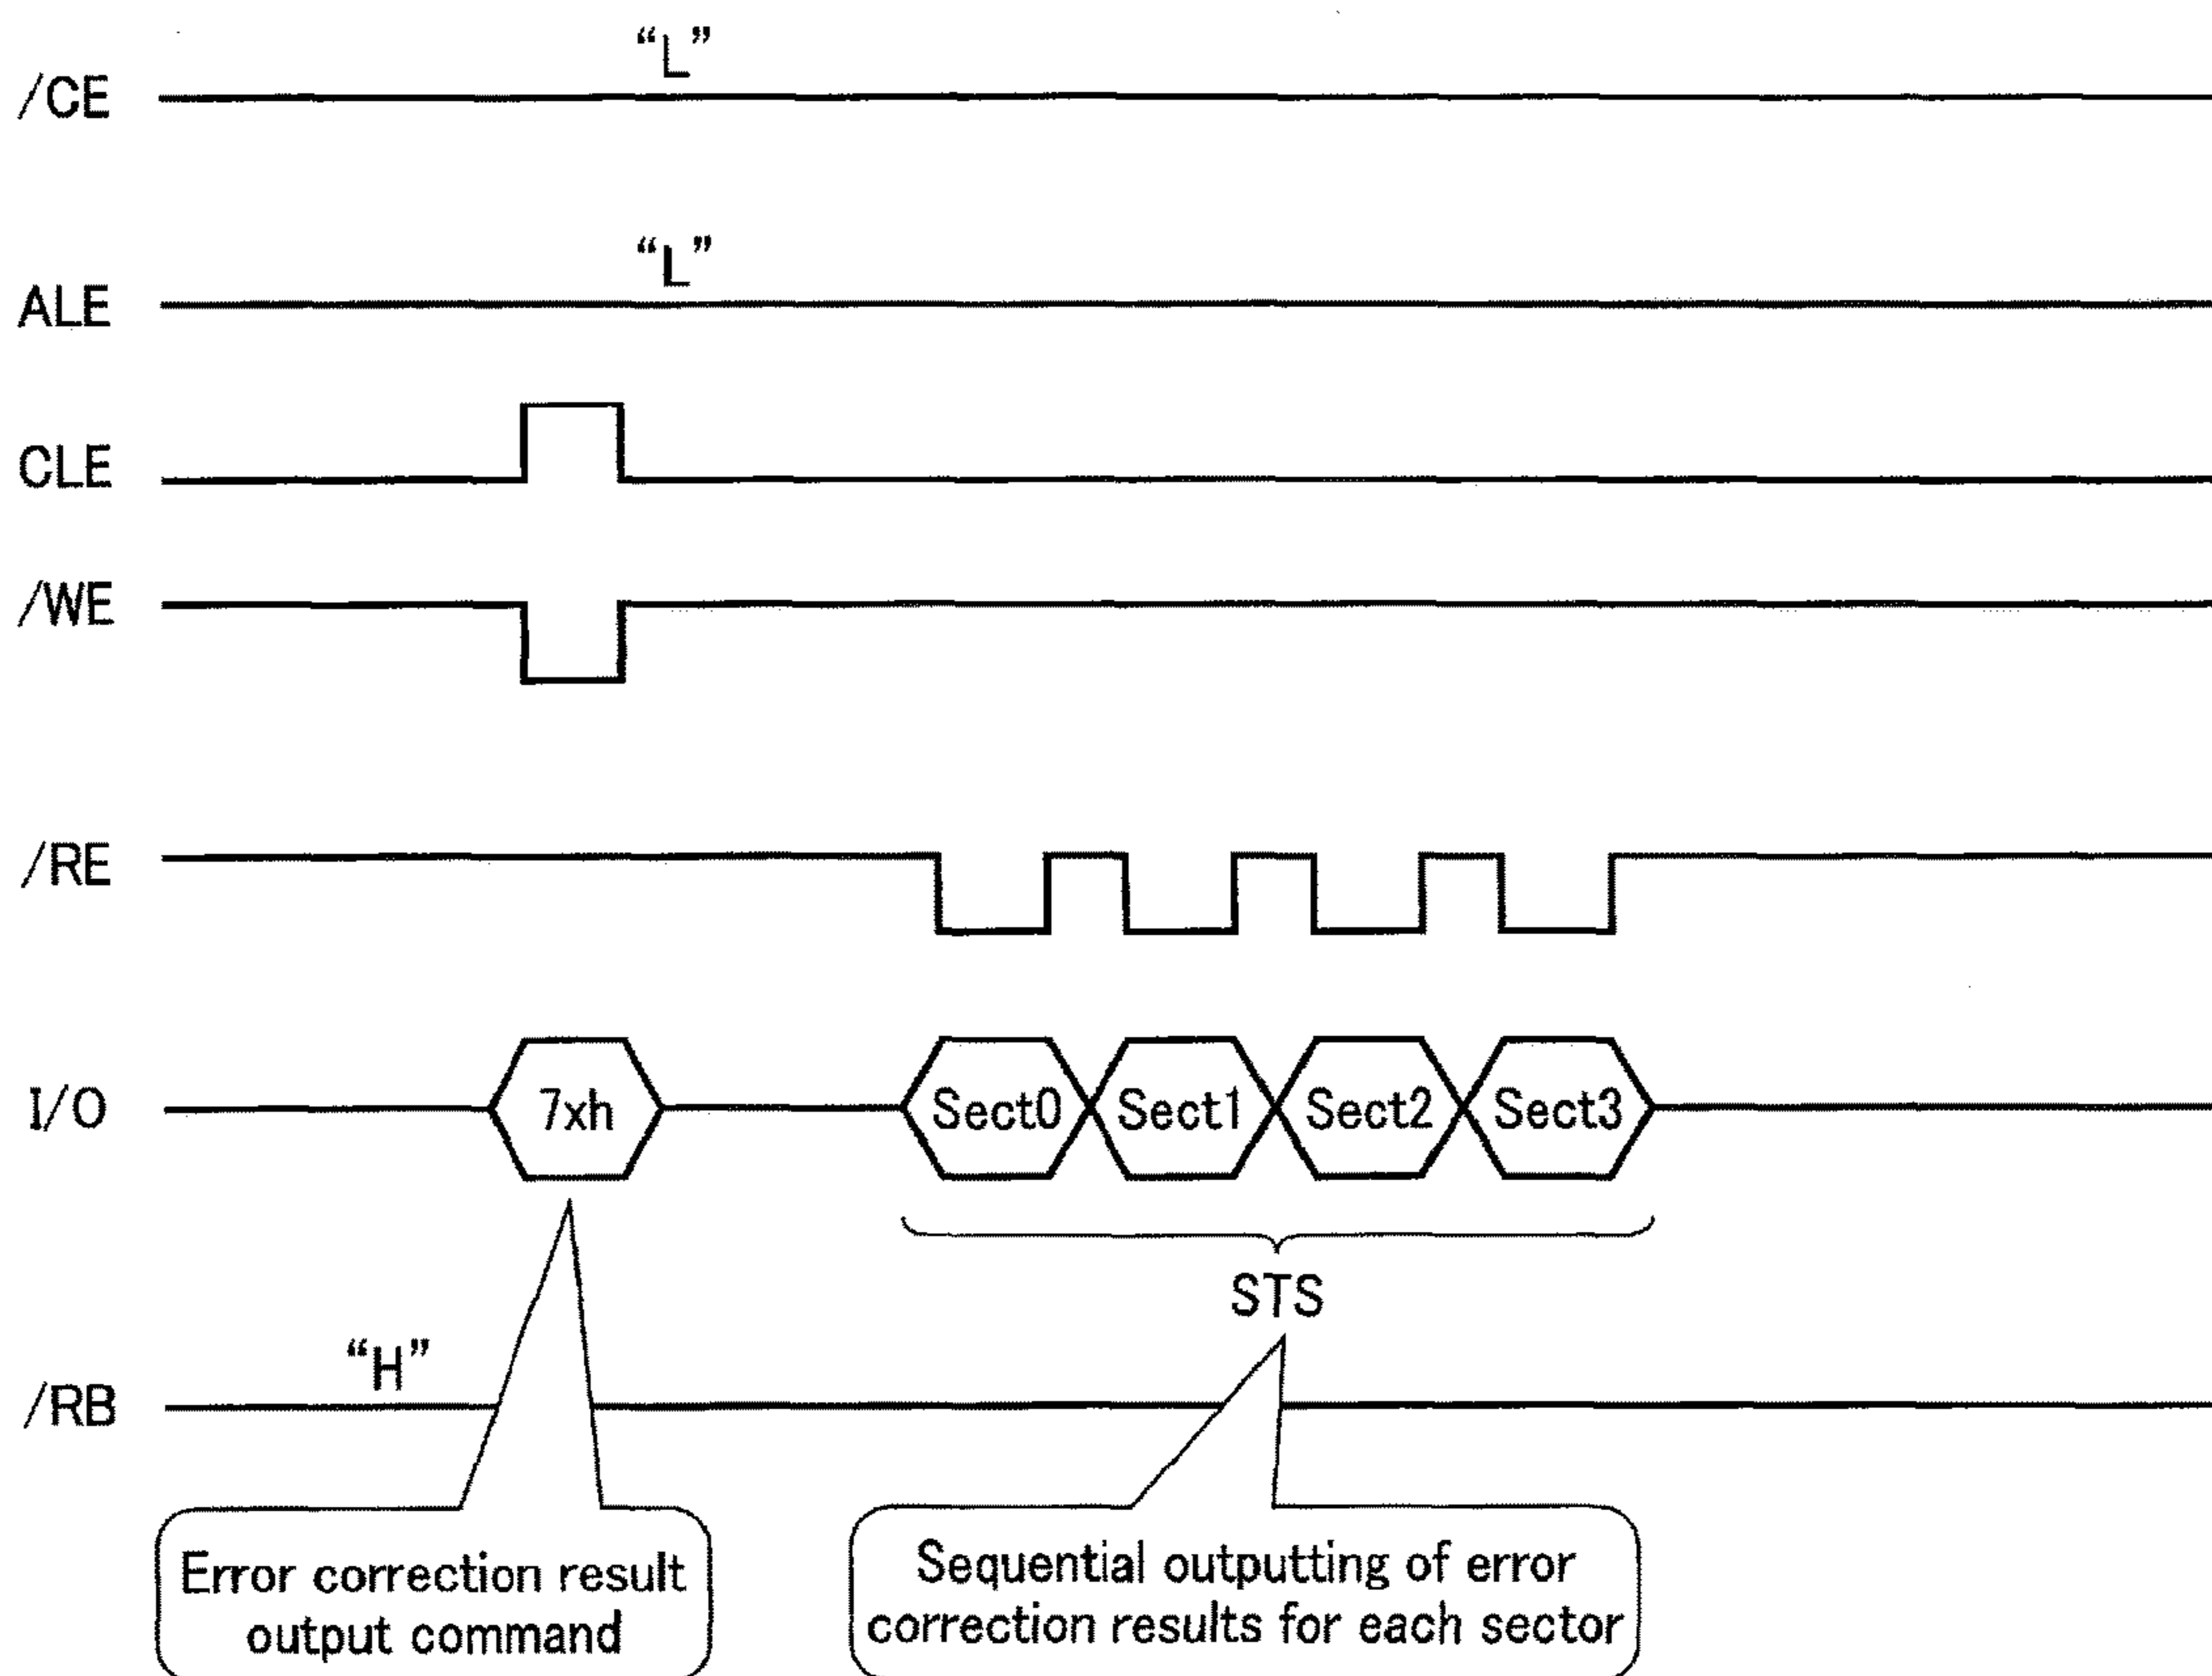 “L”
/CE
“L”
ALE
CLE
/WE
/RE
I/O 7xh Sect0 Sect1 Sect2 Sect3
STS
“H”
/RB
Error correction result
output command
Sequential outputting of error
correction results for each sector